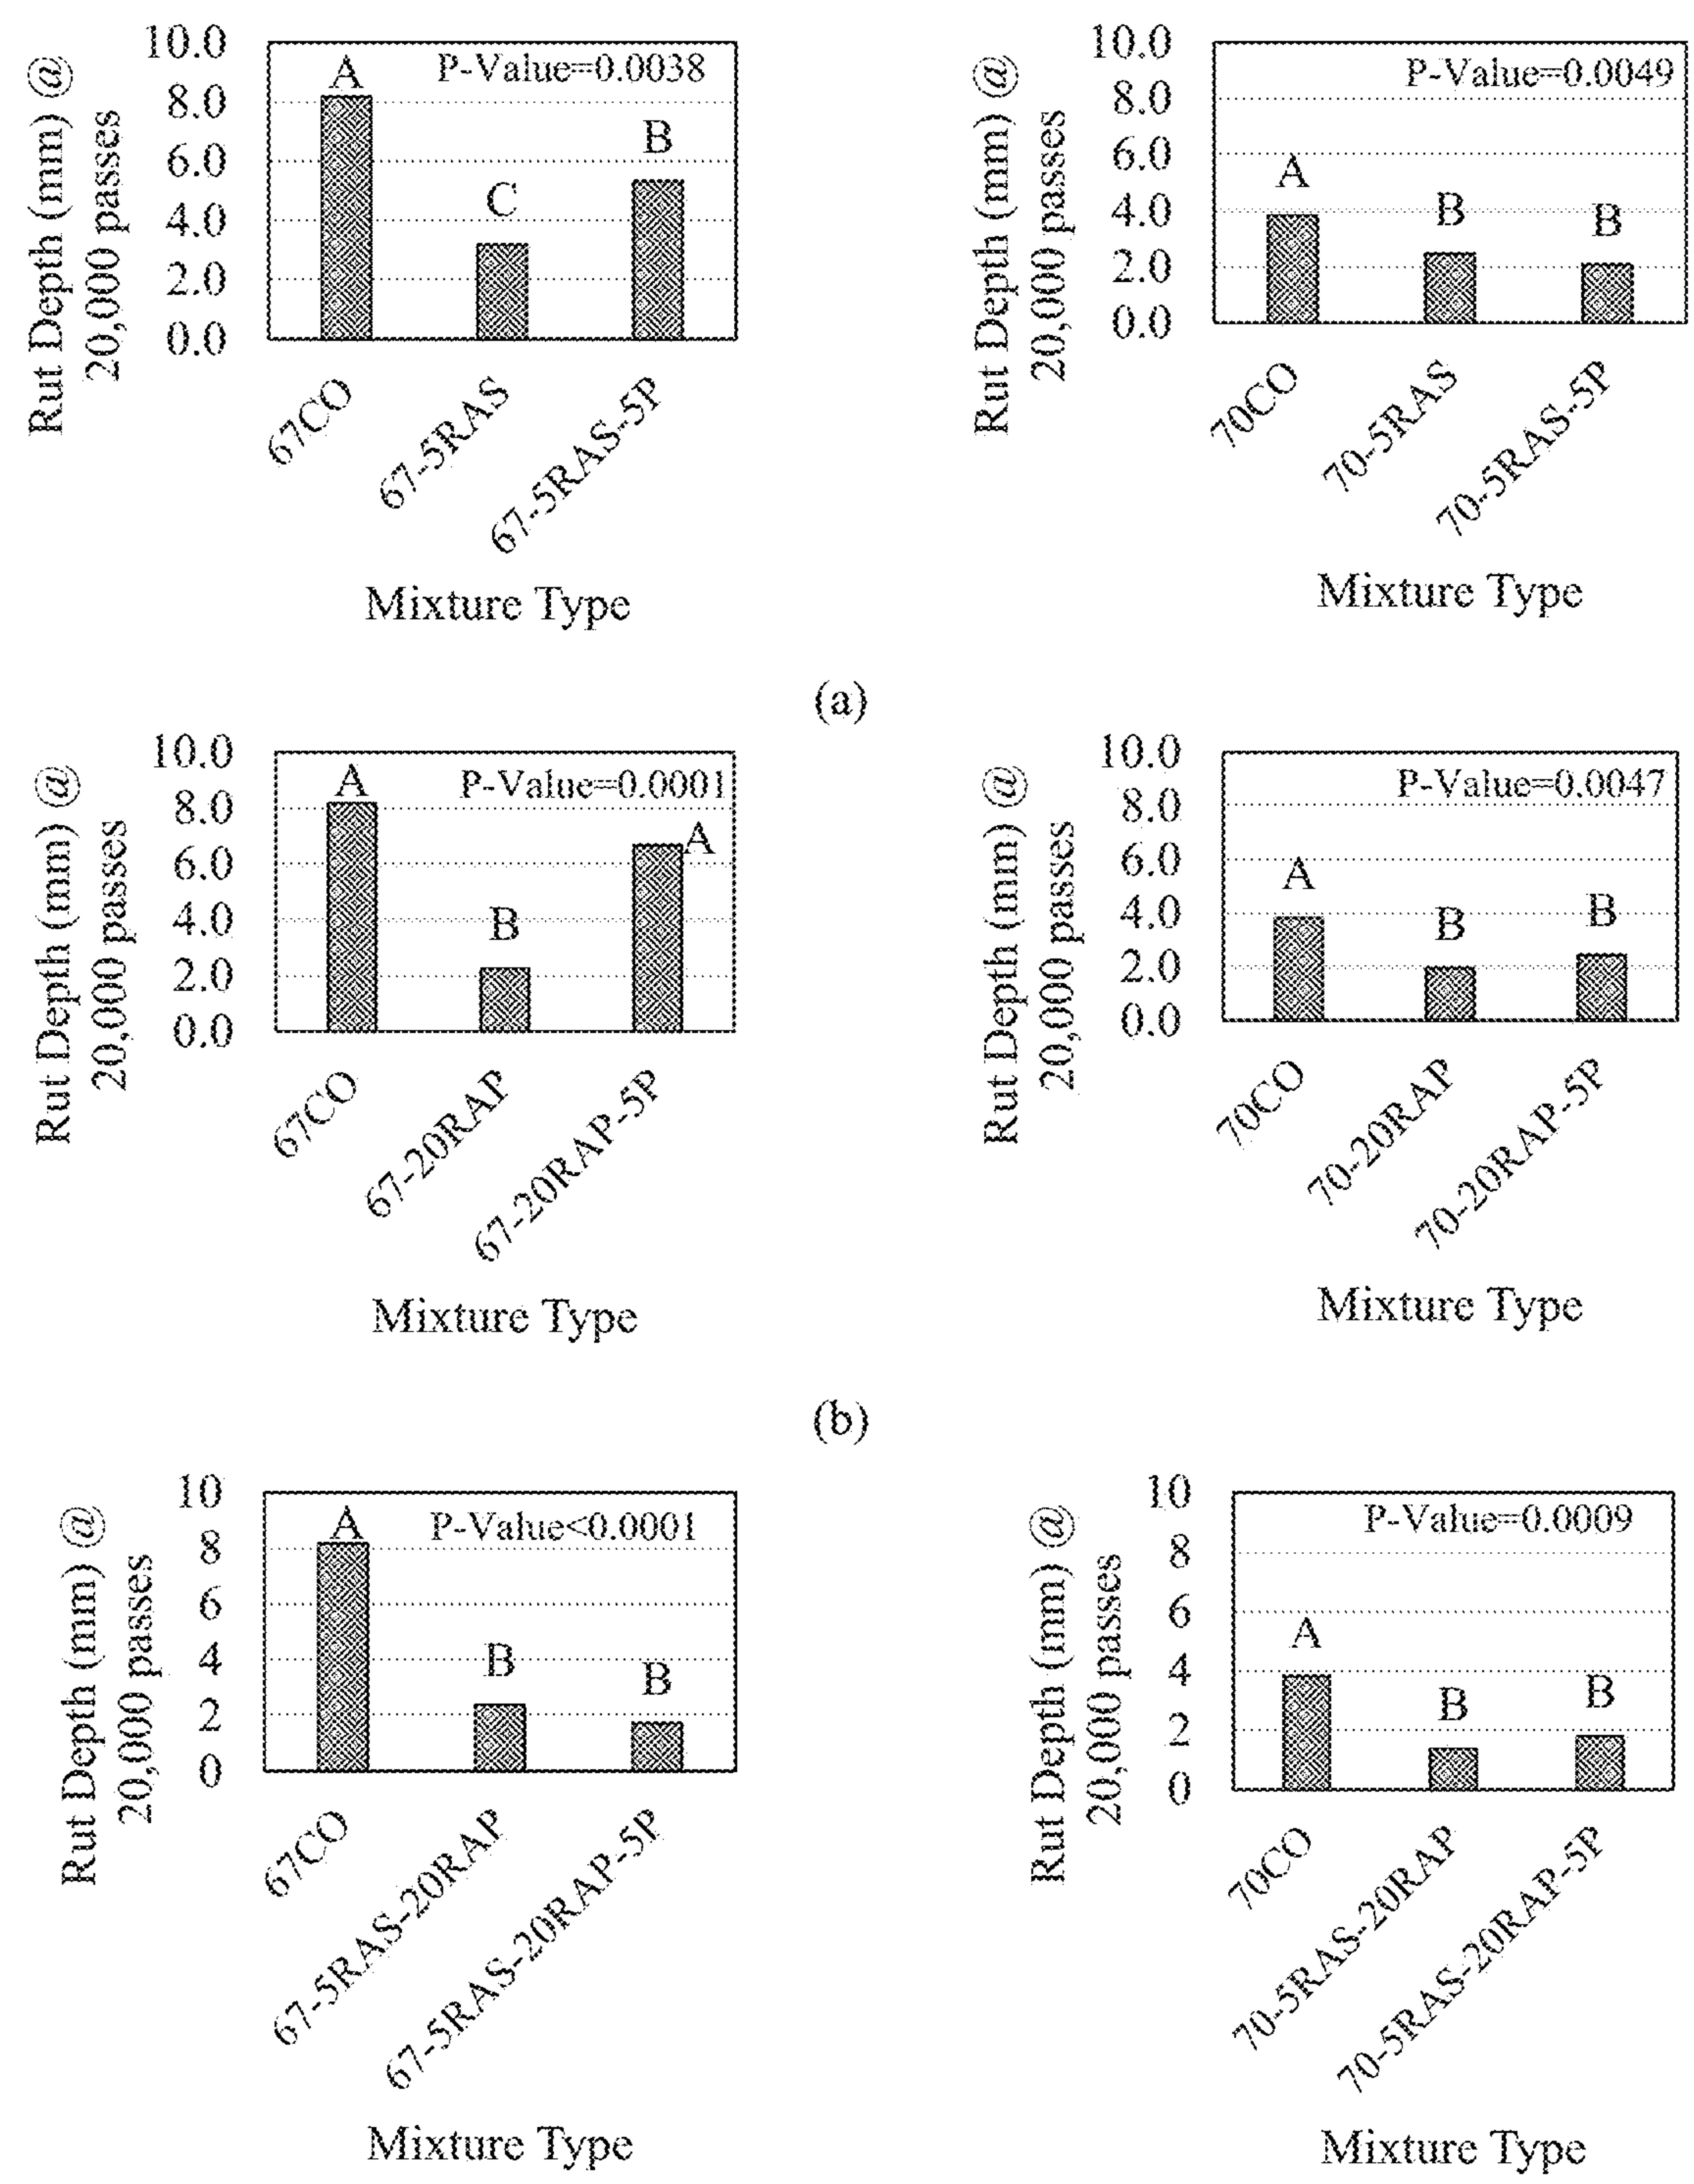 Rut Depth (mm) @
20,000 passes
10.0
8.0
6.0
4.0
2.0
0.0
P-Value=0.0038
A
C
B
67CO
67-5RAS
67-5RAS-5P
Mixture Type
Rut Depth (mm) @
20,000 passes
10.0
8.0
6.0
4.0
2.0
0.0
P-Value=0.0049
A
B
B
70CO
70-5RAS
70-5RAS-5P
Mixture Type
(a)
Rut Depth (mm) @
20,000 passes
10.0
8.0
6.0
4.0
2.0
0.0
P-Value=0.0001
A
B
A
67CO
67-20RAP
67-20RAP-5P
Mixture Type
Rut Depth (mm) @
20,000 passes
10.0
8.0
6.0
4.0
2.0
0.0
P-Value=0.0047
A
B
B
70CO
70-20RAP
70-20RAP-5P
Mixture Type
(b)
Rut Depth (mm) @
20,000 passes
10
8
6
4
2
0
P-Value<0.0001
A
B
B
67CO
67-5RAS-20RAP
67-5RAS-20RAP-5P
Mixture Type
Rut Depth (mm) @
20,000 passes
10
8
6
4
2
0
P-Value=0.0009
A
B
B
70CO
70-5RAS-20RAP
70-5RAS-20RAP-5P
Mixture Type